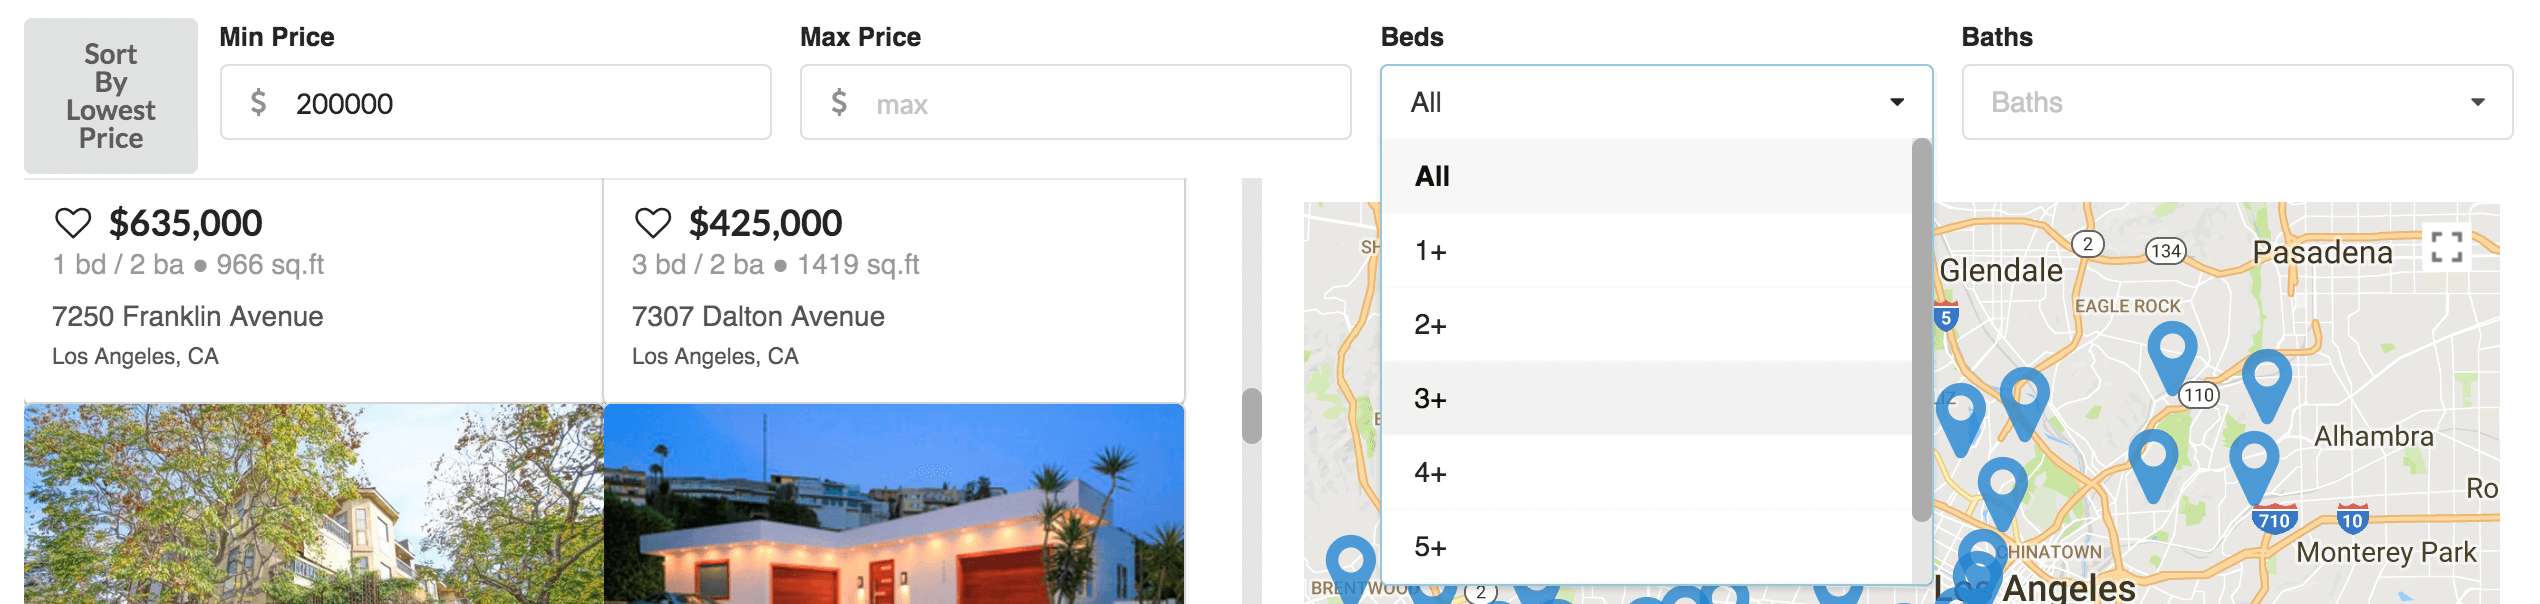 Sort
By
Lowest
Price
Min Price
$ 200000
Max Price
$ max
Beds
All
All
1+
2+
3+
4+
5+
Baths
Baths
$635,000
1 bd / 2 ba ● 966 sq.ft
7250 Franklin Avenue
Los Angeles, CA
$425,000
3 bd / 2 ba ● 1419 sq.ft
7307 Dalton Avenue
Los Angeles, CA
SH
2
134
Pasadena
Glendale
EAGLE ROCK
5
110
Alhambra
Ro
710
10
CHINATOWN
Monterey Park
BRENTWOOD
2
Los Angeles